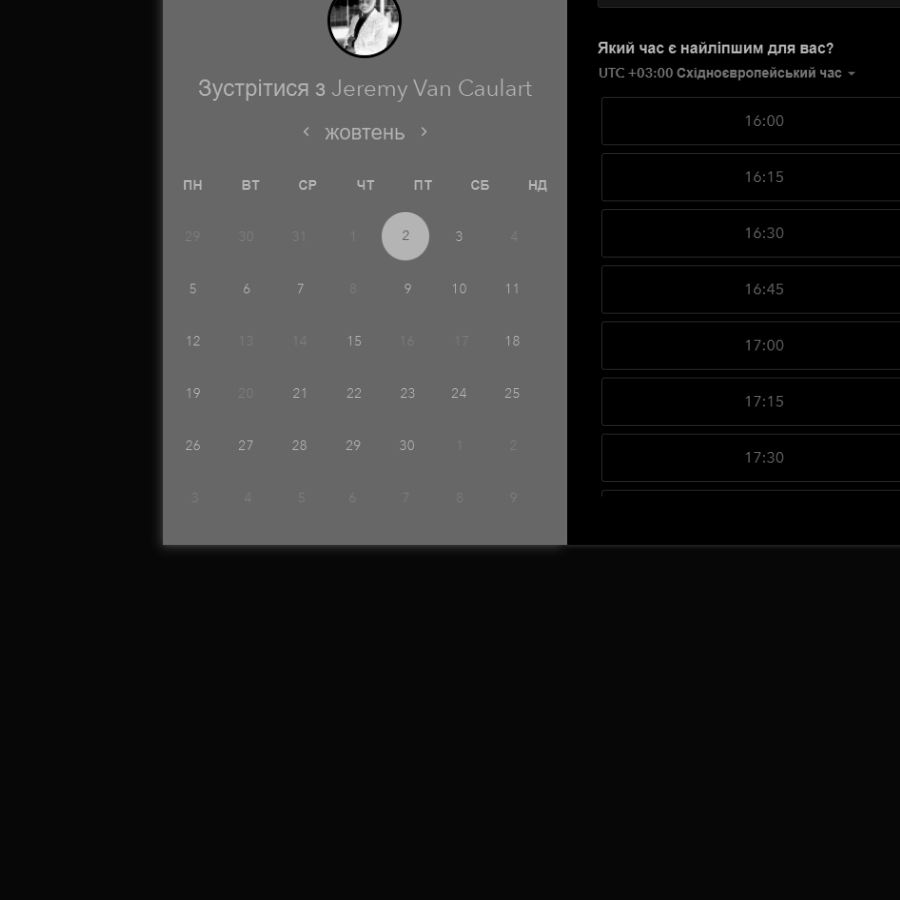 Зустрітися з Jeremy Van Caulart
‹ жовтень ›
ПН ВТ СР ЧТ ПТ СБ НД
29 30 31 1 2 3 4
5 6 7 8 9 10 11
12 13 14 15 16 17 18
19 20 21 22 23 24 25
26 27 28 29 30 1 2
3 4 5 6 7 8 9
Який час є найліпшим для вас?
UTC +03:00 Східноєвропейський час
16:00
16:15
16:30
16:45
17:00
17:15
17:30